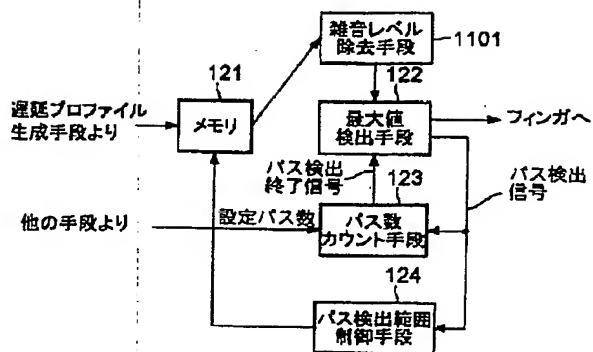 雑音レベル
除去手段
1101
121
122
遅延プロファイル
生成手段より
メモリ
最大値
検出手段
フィンガへ
パス検出
終了信号
123
パス検出
信号
他の手段より
設定パス数
パス数
カウント手段
124
パス検出範囲
制御手段